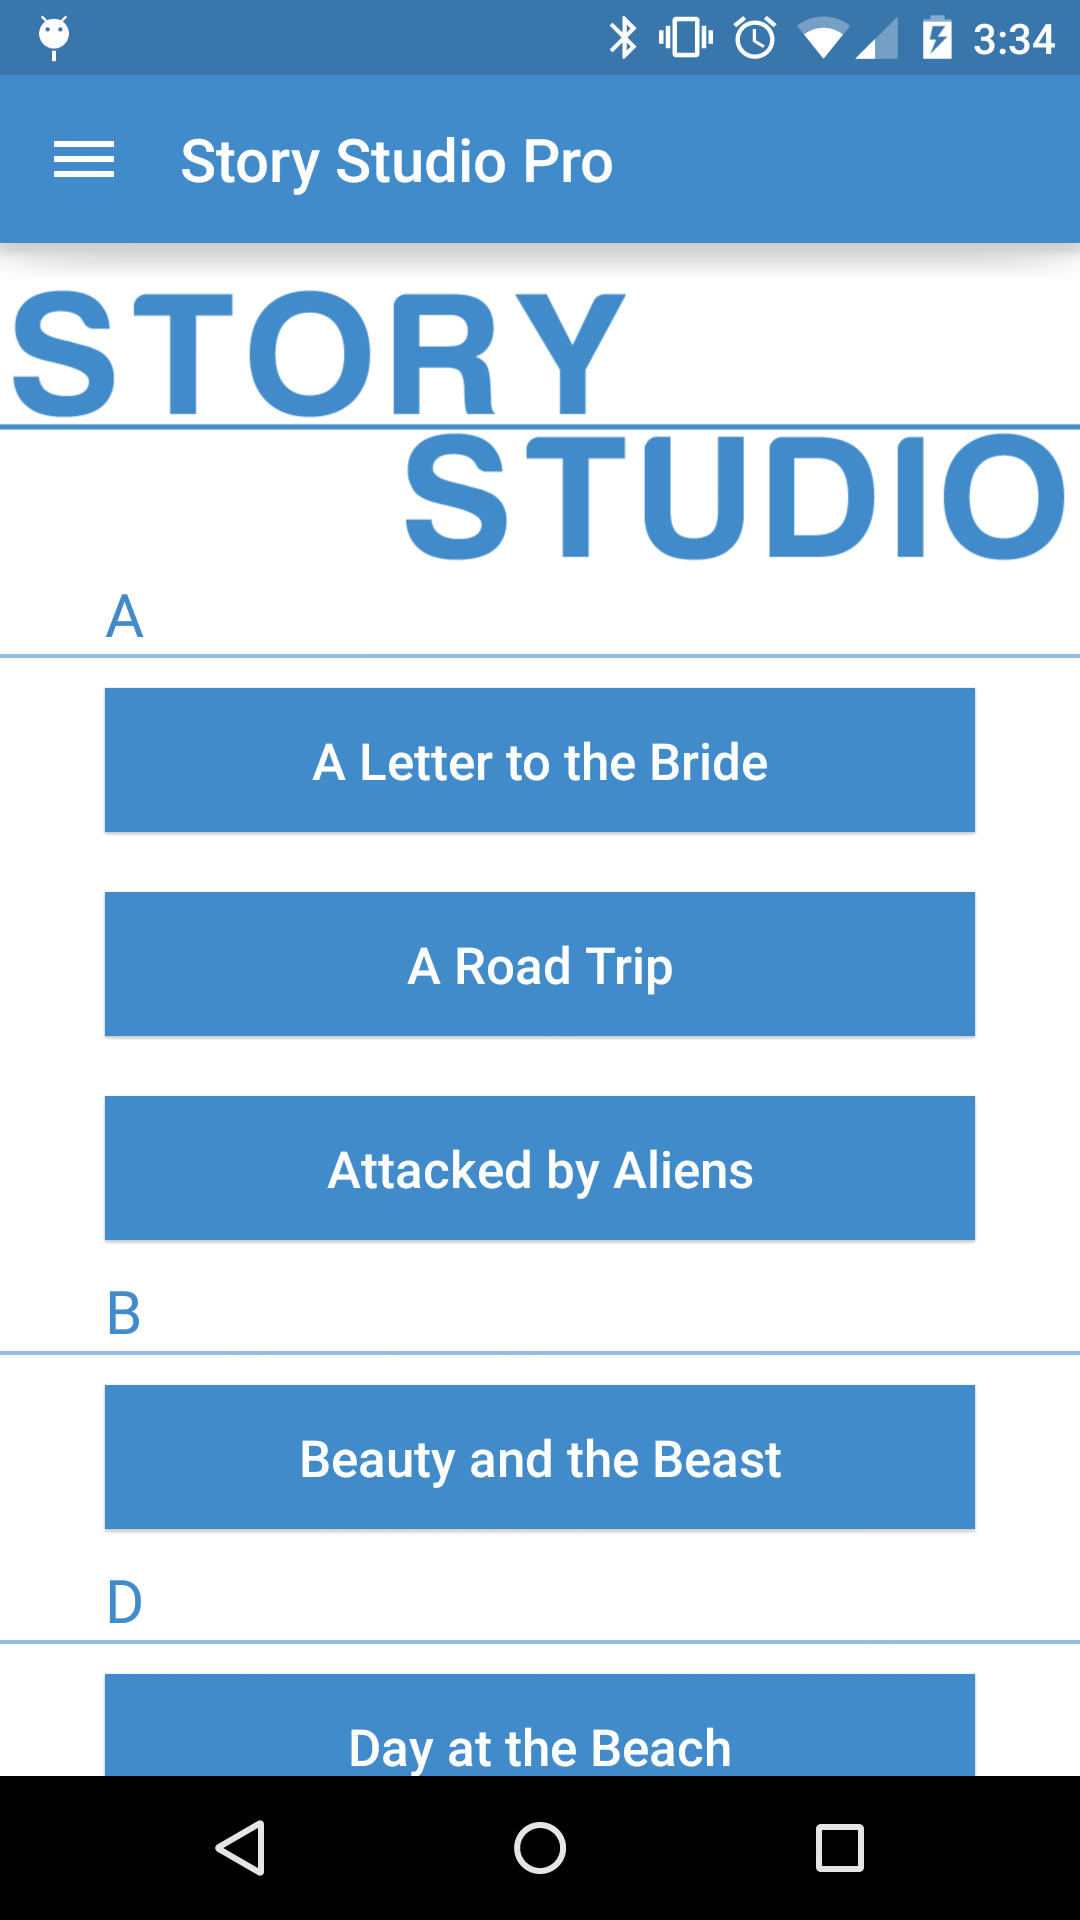 3:34
Story Studio Pro
STORY
STUDIO
A
A Letter to the Bride
A Road Trip
Attacked by Aliens
B
Beauty and the Beast
D
Day at the Beach